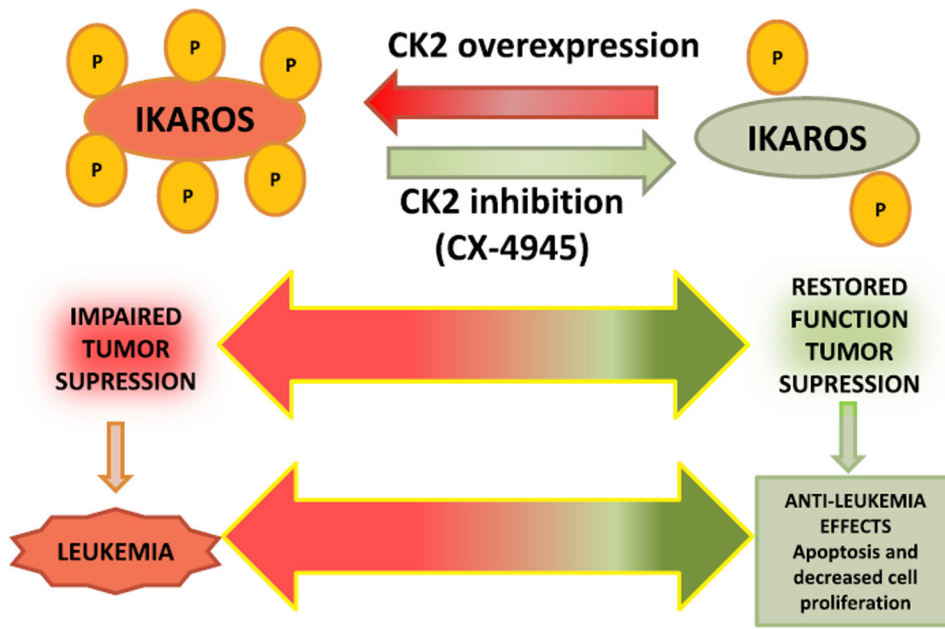 P
P
P
IKAROS
P
P
P
CK2 overexpression
CK2 inhibition
(CX-4945)
P
IKAROS
P
IMPAIRED
TUMOR
SUPRESSION
RESTORED
FUNCTION
TUMOR
SUPRESSION
LEUKEMIA
ANTI-LEUKEMIA
EFFECTS
Apoptosis and
decreased cell
proliferation